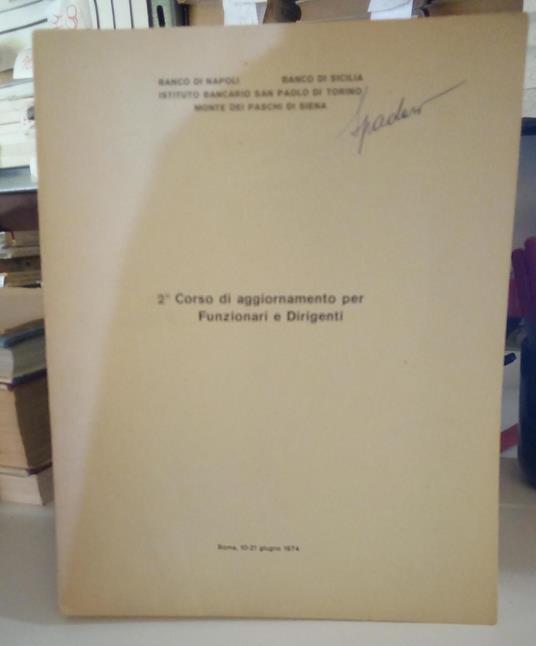 BANCO DI NAPOLI BANCO DI SICILIA
ISTITUTO BANCARIO SAN PAOLO DI TORINO
MONTE DEI PASCHI DI SIENA
2° Corso di aggiornamento per
Funzionari e Dirigenti
Roma, 10-21 giugno 1974